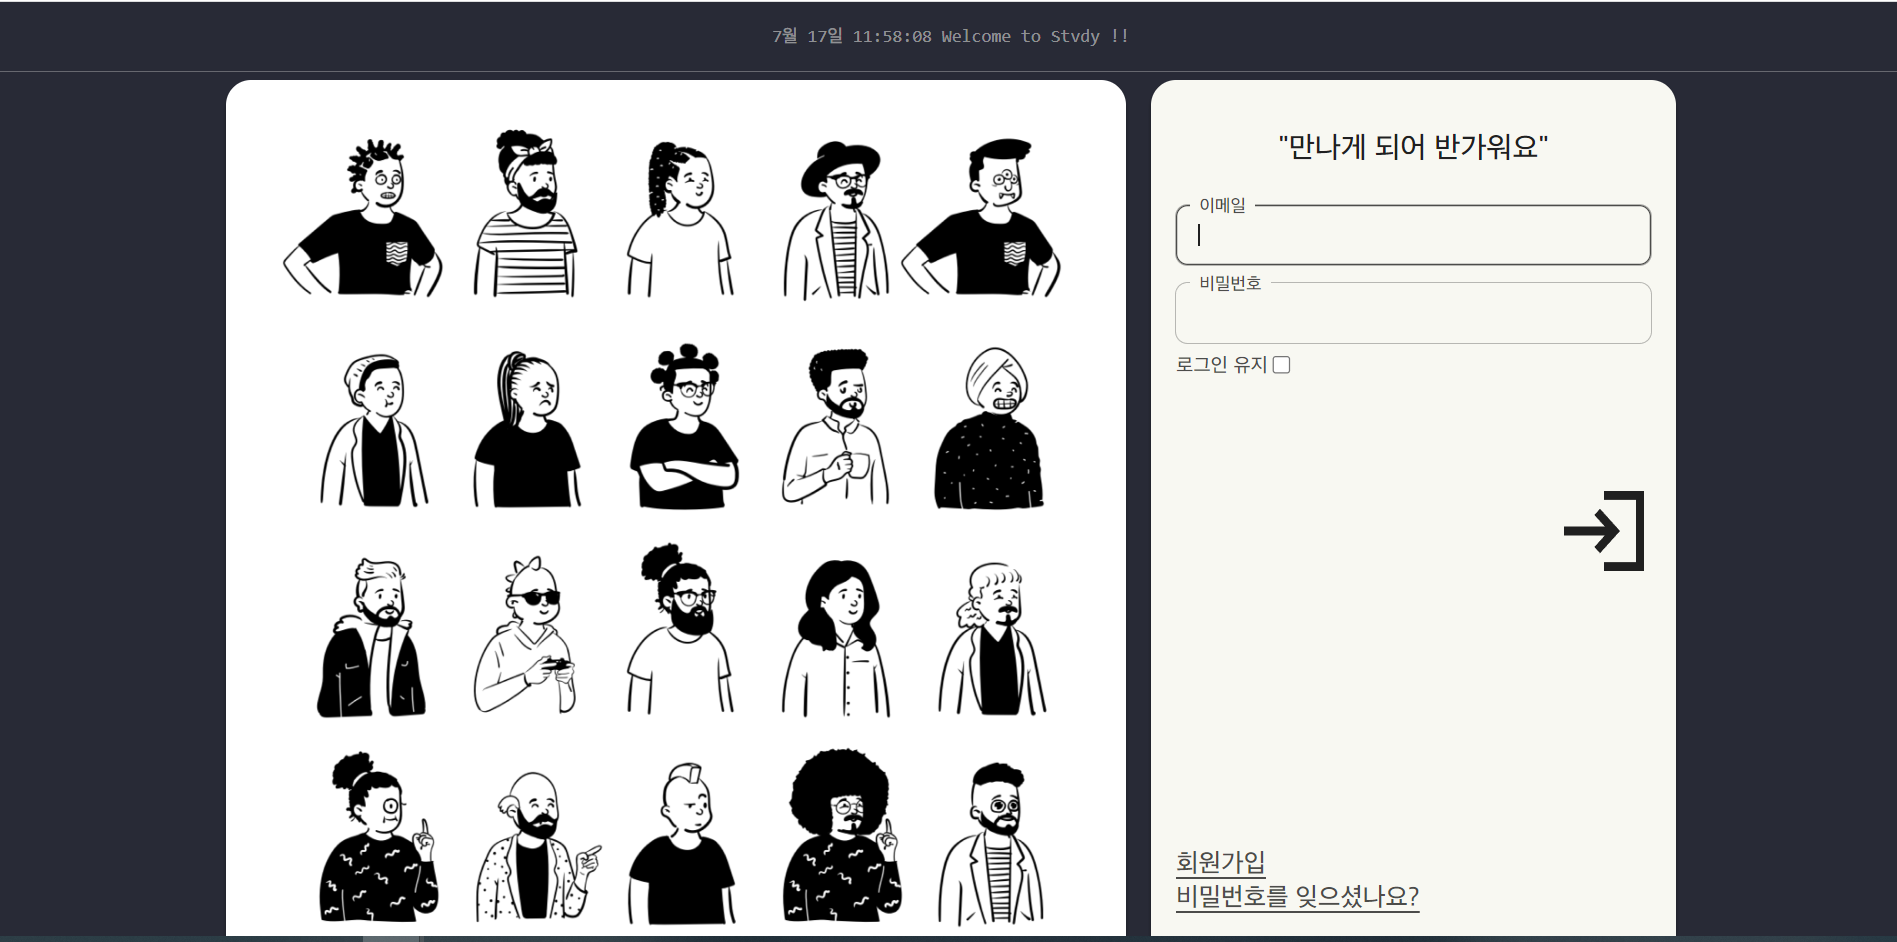 7월 17일 11:58:08 Welcome to Stvdy !!
"만나게 되어 반가워요"
이메일
비밀번호
로그인 유지
회원가입
비밀번호를 잊으셨나요?